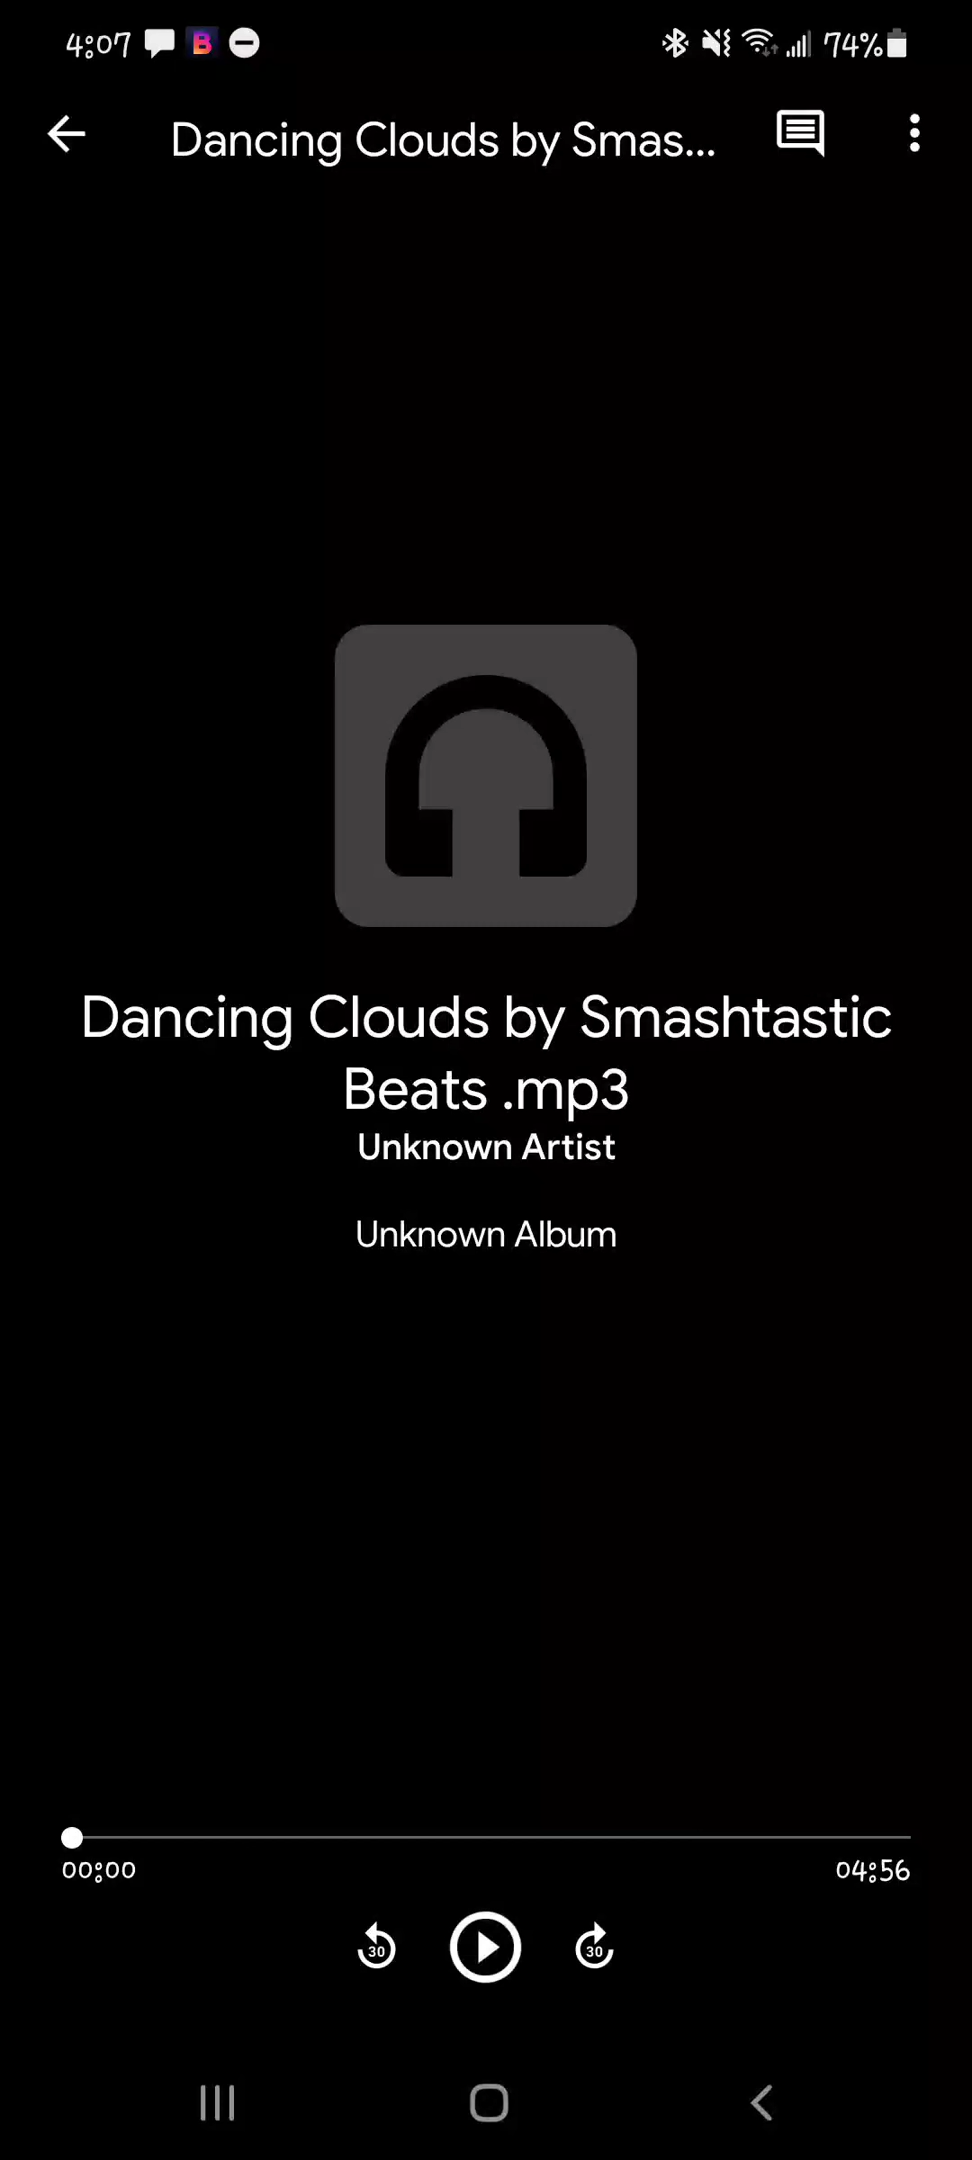 4:07 B 74%
Dancing Clouds by Smas...
Dancing Clouds by Smashtastic
Beats .mp3
Unknown Artist
Unknown Album
00:00 04:56
30 30